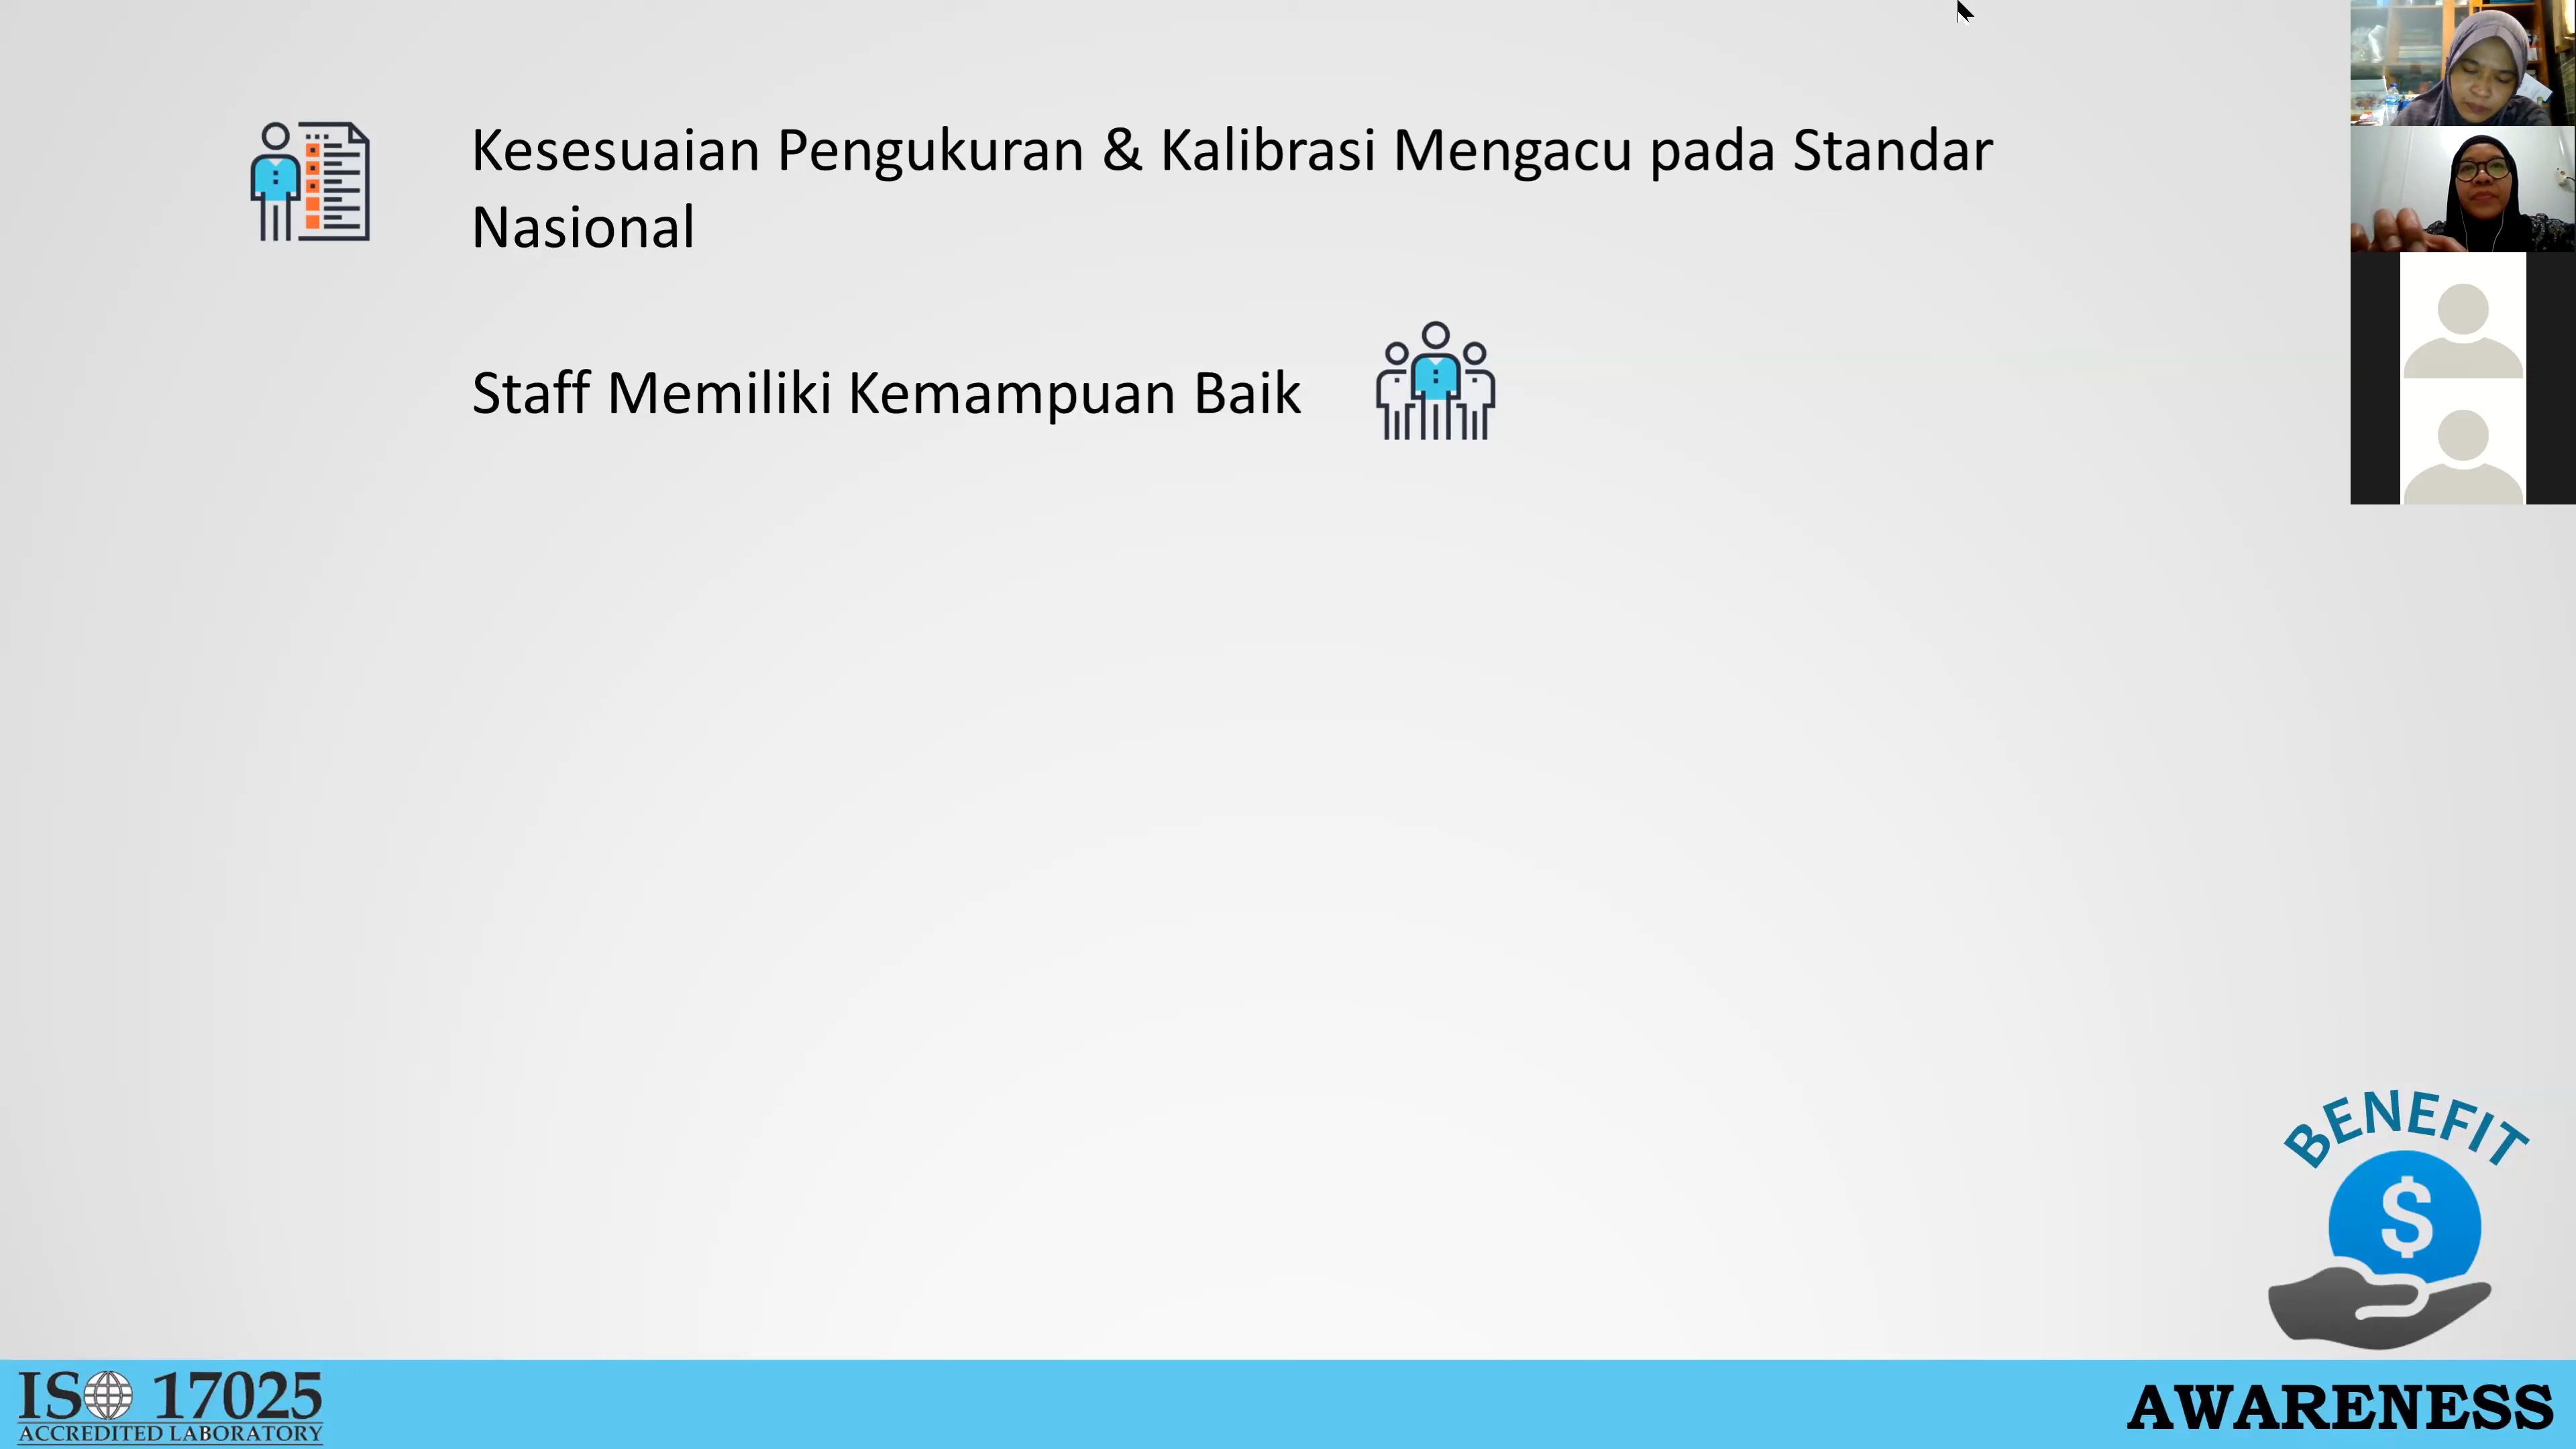 Kesesuaian Pengukuran & Kalibrasi Mengacu pada Standar
Nasional
Staff Memiliki Kemampuan Baik
BENEFIT
$
ISO 17025
ACCREDITED LABORATORY
AWARENESS